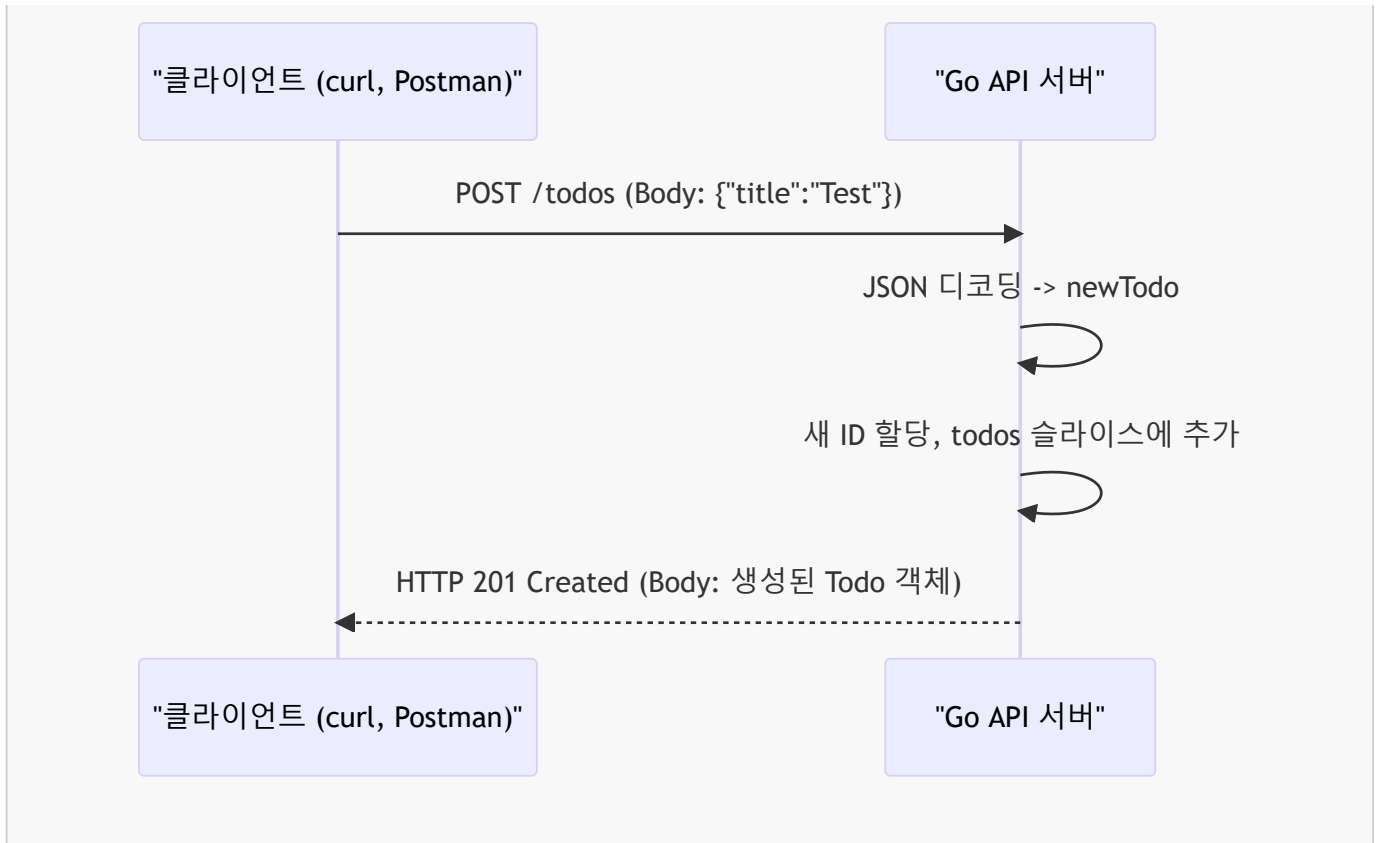 "클라이언트 (curl, Postman)"
"Go API 서버"
POST /todos (Body: {"title":"Test"})
JSON 디코딩 -> newTodo
새 ID 할당, todos 슬라이스에 추가
HTTP 201 Created (Body: 생성된 Todo 객체)
"클라이언트 (curl, Postman)"
"Go API 서버"